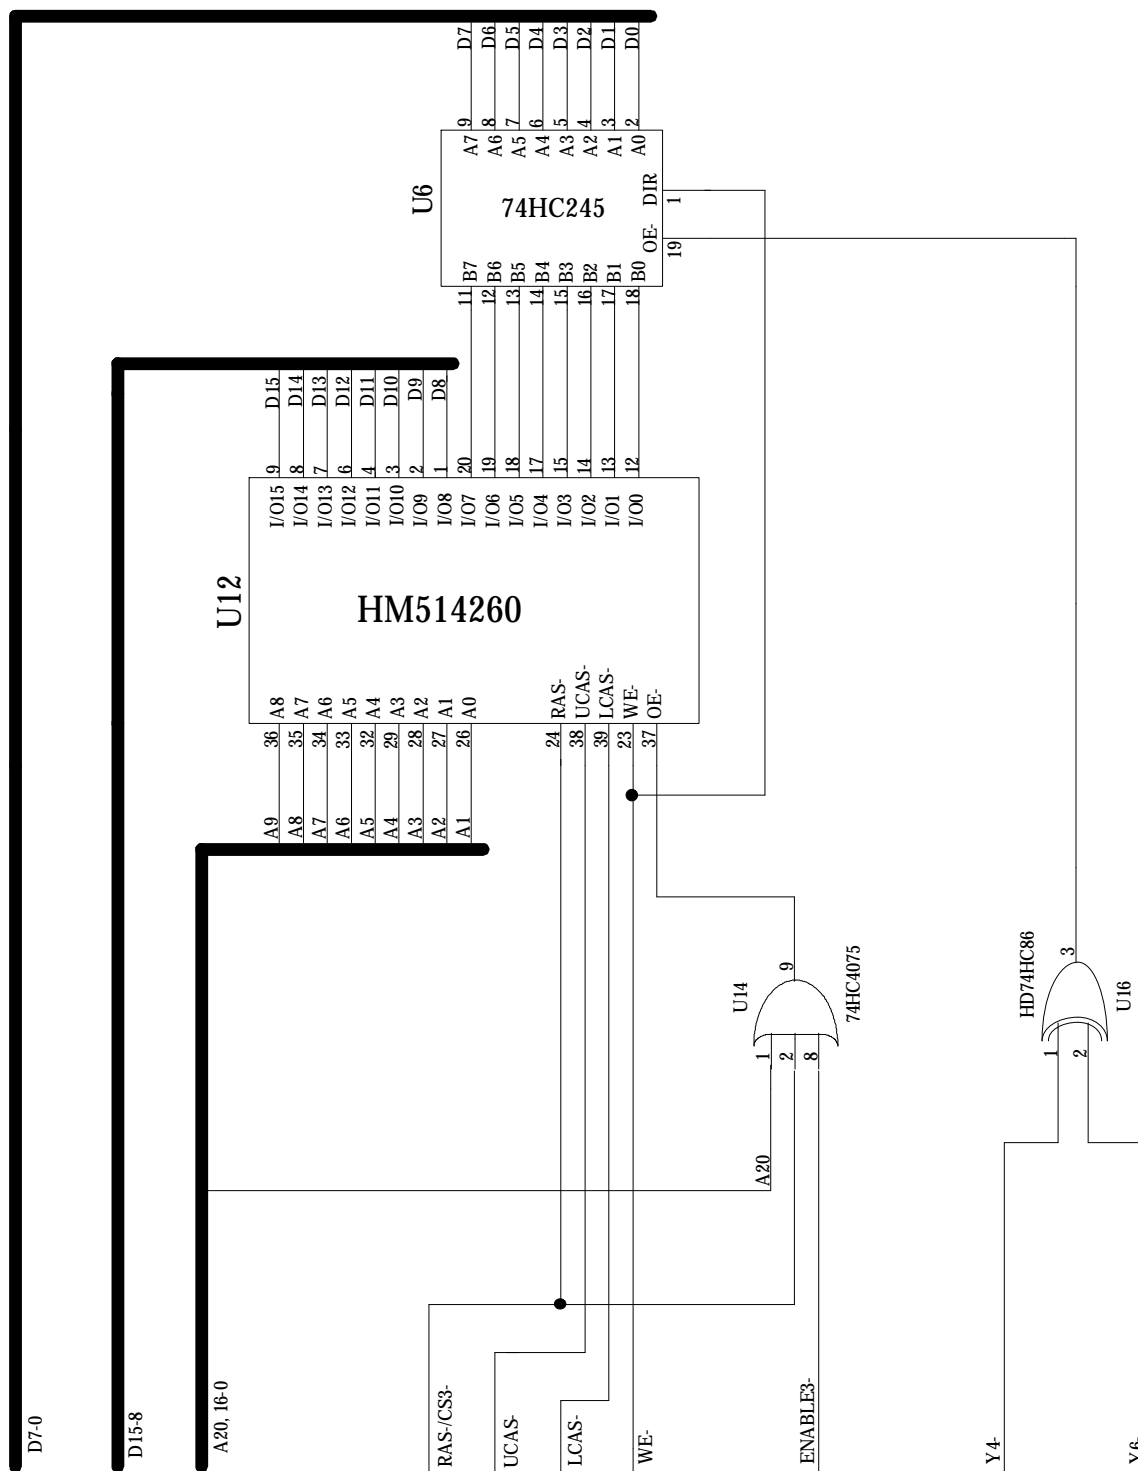 D7
D6
D5
D4
D3
D2
D1
D0
9
8
7
6
5
4
3
2
A7
A6
A5
A4
A3
A2
A1
A0
U6
74HC245
DIR
1
OE-
19
B7
B6
B5
B4
B3
B2
B1
B0
11
12
13
14
15
16
17
18
D15
D14
D13
D12
D11
D10
D9
D8
9
8
7
6
4
3
2
1
20
19
18
17
15
14
13
12
I/O15
I/O14
I/O13
I/O12
I/O11
I/O10
I/O9
I/O8
I/O7
I/O6
I/O5
I/O4
I/O3
I/O2
I/O1
I/O0
U12
HM514260
A8
A7
A6
A5
A4
A3
A2
A1
A0
RAS-
UCAS-
LCAS-
WE-
OE-
36
35
34
33
32
29
28
27
26
24
38
39
23
37
A9
A8
A7
A6
A5
A4
A3
A2
A1
U14
9
74HC4075
1
2
8
HD74HC86
3
U16
1
2
A20
D7-0
D15-8
A20, 16-0
RAS-/CS3-
UCAS-
LCAS-
WE-
ENABLE3-
Y4-
Y6-